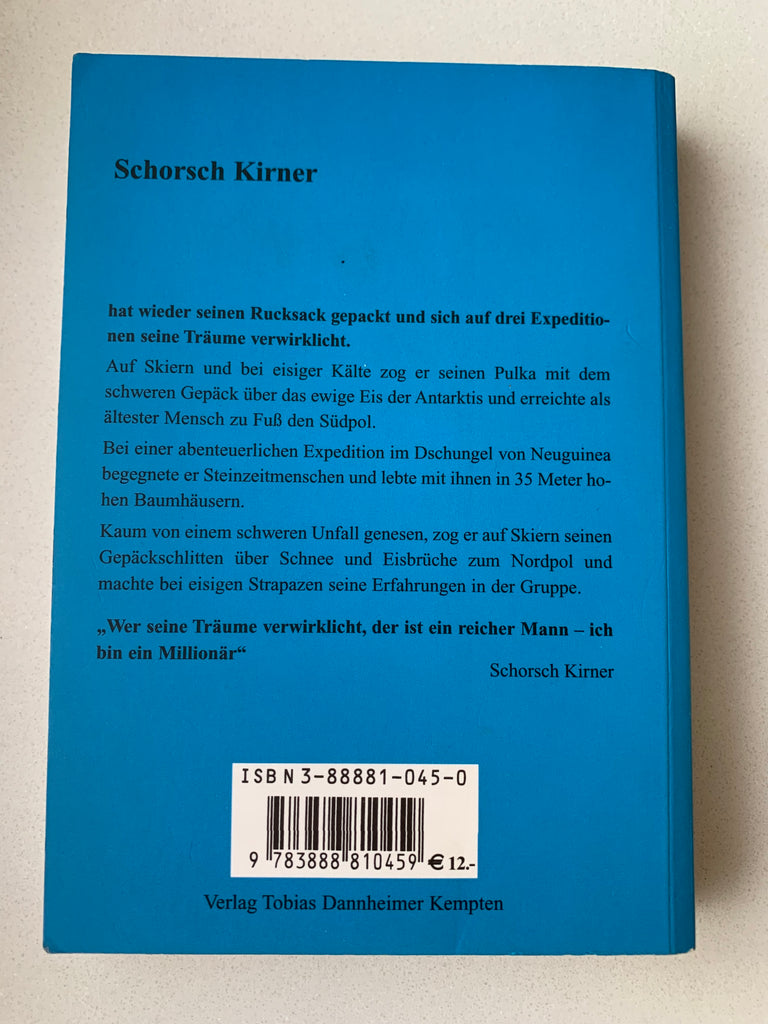 Schorsch Kirner
hat wieder seinen Rucksack gepackt und sich auf drei Expeditio-
nen seine Träume verwirklicht.
Auf Skiern und bei eisiger Kälte zog er seinen Pulka mit dem
schweren Gepäck über das ewige Eis der Antarktis und erreichte als
ältester Mensch zu Fuß den Südpol.
Bei einer abenteuerlichen Expedition im Dschungel von Neuguinea
begegnete er Steinzeitmenschen und lebte mit ihnen in 35 Meter ho-
hen Baumhäusern.
Kaum von einem schweren Unfall genesen, zog er auf Skiern seinen
Gepäckschlitten über Schnee und Eisbrüche zum Nordpol und
machte bei eisigen Strapazen seine Erfahrungen in der Gruppe.
„Wer seine Träume verwirklicht, der ist ein reicher Mann – ich
bin ein Millionär“
Schorsch Kirner
ISBN 3-88881-045-0
9 783888 810459 € 12.-
Verlag Tobias Dannheimer Kempten